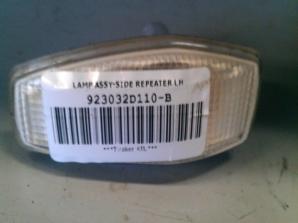 LAMP ASSY-SIDE REPEATER LH
923032D110-B